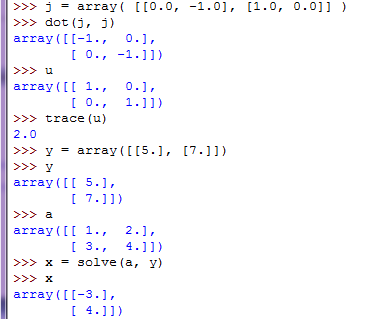 >>> j = array( [[0.0, -1.0], [1.0, 0.0]] )
>>> dot(j, j)
array([[-1.,  0.],
       [ 0., -1.]])
>>> u
array([[ 1.,  0.],
       [ 0.,  1.]])
>>> trace(u)
2.0
>>> y = array([[5.], [7.]])
>>> y
array([[ 5.],
       [ 7.]])
>>> a
array([[ 1.,  2.],
       [ 3.,  4.]])
>>> x = solve(a, y)
>>> x
array([[-3.],
       [ 4.]])